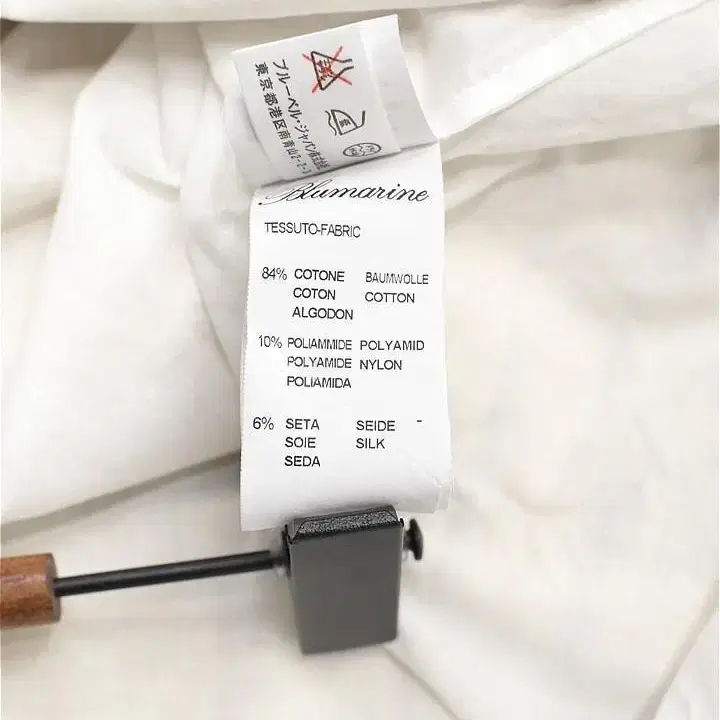 ブルーベル・ジャパン株式会社
東京都港区南青山2-2-
Blumarine
TESSUTO-FABRIC
84% COTONE BAUMWOLLE
COTON COTTON
ALGODON
10% POLIAMMIDE POLYAMID
POLYAMIDE NYLON
POLIAMIDA
6% SETA SEIDE -
SOIE SILK
SEDA